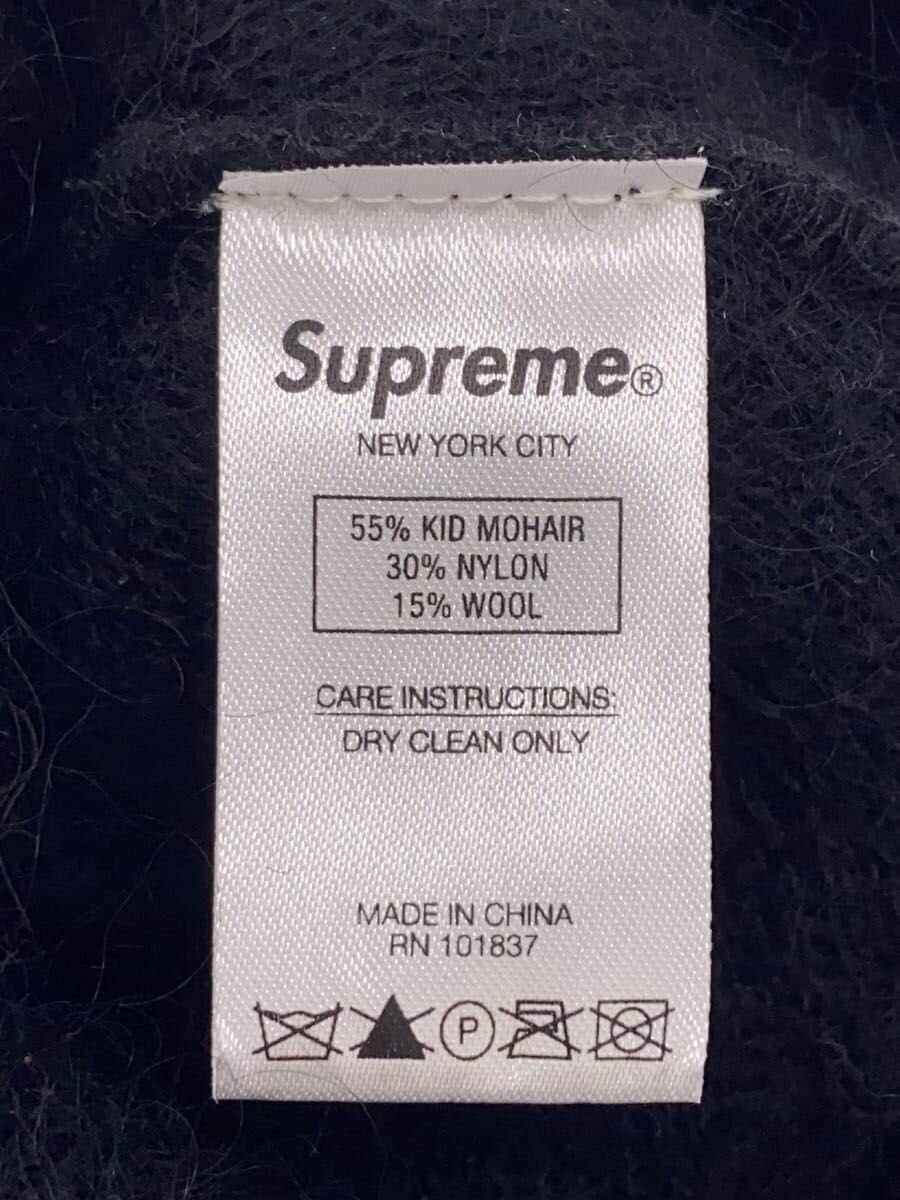 Supreme®
NEW YORK CITY
55% KID MOHAIR
30% NYLON
15% WOOL
CARE INSTRUCTIONS:
DRY CLEAN ONLY
MADE IN CHINA
RN 101837
P